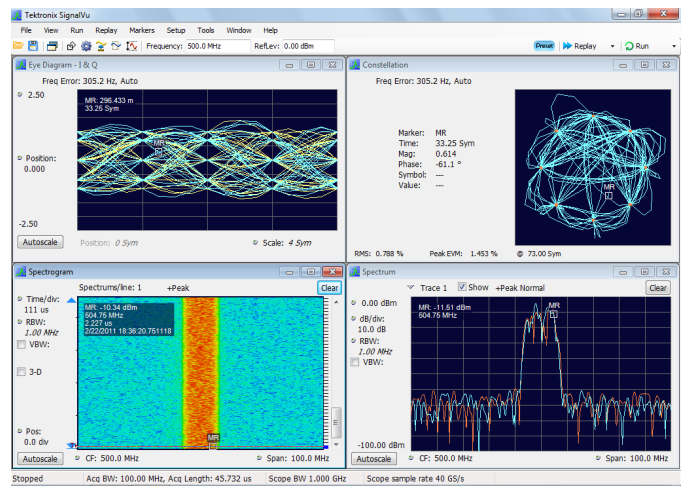 Tektronix SignalVu
File View Run Replay Markers Setup Tools Window Help
Frequency: 500.0 MHz RefLev: 0.00 dBm Preset Replay Run
Eye Diagram - I & Q
Freq Error: 305.2 Hz, Auto
2.50
MR: 296.433 m
33.25 Sym
MR
Position:
0.000
-2.50
Autoscale Position: 0 Sym Scale: 4 Sym
Constellation
Freq Error: 305.2 Hz, Auto
Marker: MR
Time: 33.25 Sym
Mag: 0.614
Phase: -61.1 °
Symbol: ---
Value: ---
MR
RMS: 0.788 % Peak EVM: 1.453 % 73.00 Sym
Spectrogram
Spectrums/line: 1 +Peak Clear
Time/div:
111 us
RBW:
1.00 MHz
VBW:
3-D
Pos:
0.0 div
MR: -10.34 dBm
504.75 MHz
2.227 us
2/22/2011 18:36:20.751118
MR
Autoscale CF: 500.0 MHz Span: 100.0 MHz
Spectrum
Trace 1 Show +Peak Normal Clear
0.00 dBm
dB/div:
10.0 dB
RBW:
1.00 MHz
VBW:
MR: -11.51 dBm
504.75 MHz
MR
-100.00 dBm
Autoscale CF: 500.0 MHz Span: 100.0 MHz
Stopped Acq BW: 100.00 MHz, Acq Length: 45.732 us Scope BW 1.000 GHz Scope sample rate 40 GS/s